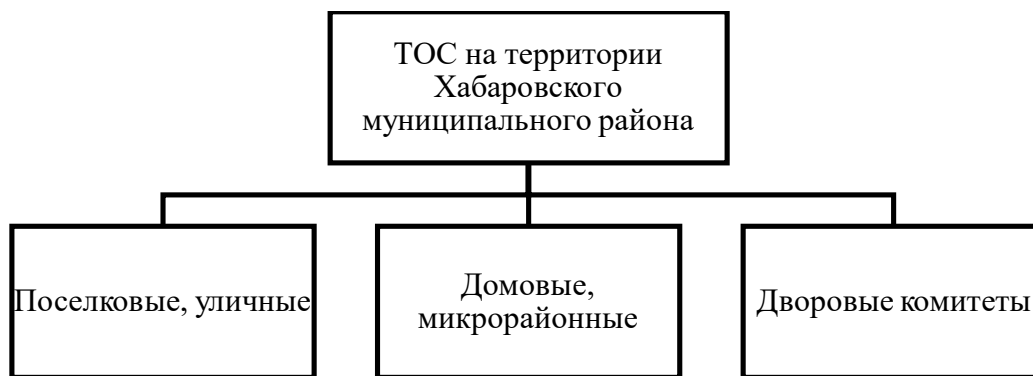 ТОС на территории
Хабаровского
муниципального района
Поселковые, уличные
Домовые,
микрорайонные
Дворовые комитеты